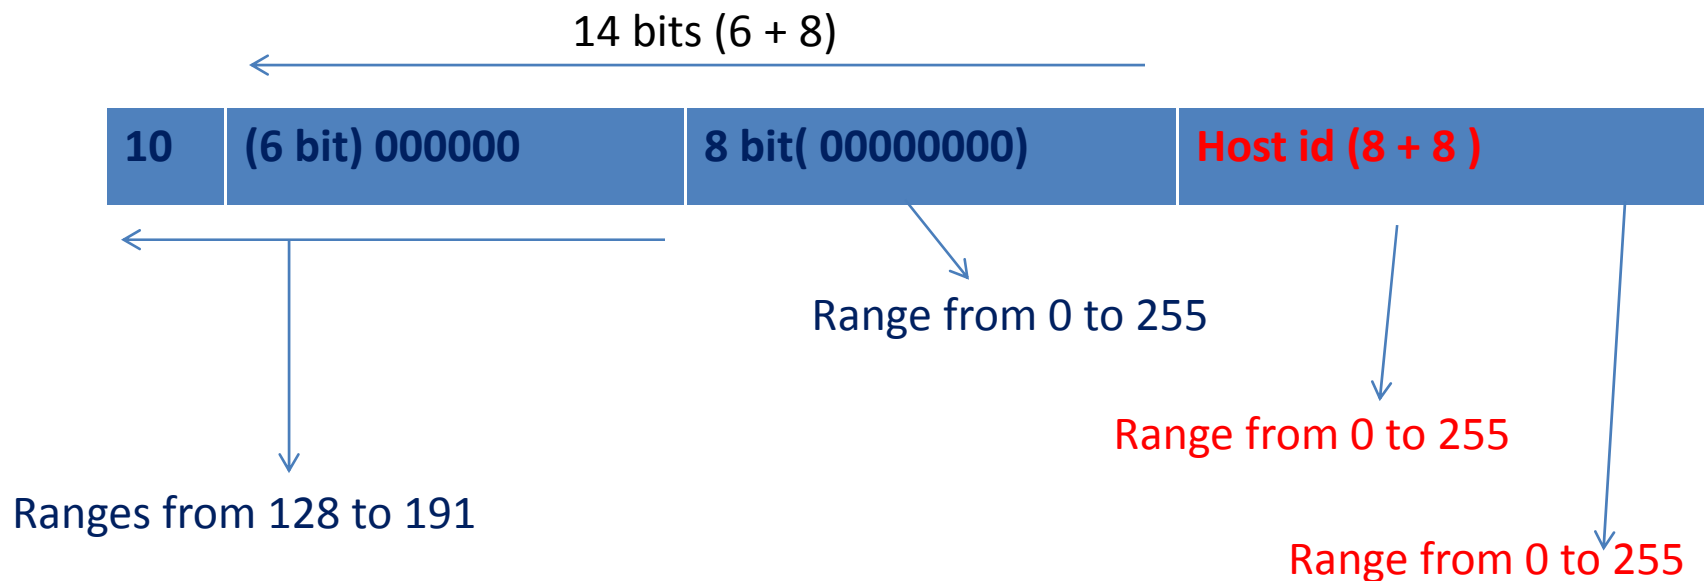 14 bits (6 + 8)
10 (6 bit) 000000 8 bit( 00000000) Host id (8 + 8 )
Range from 0 to 255
Range from 0 to 255
Ranges from 128 to 191
Range from 0 to 255